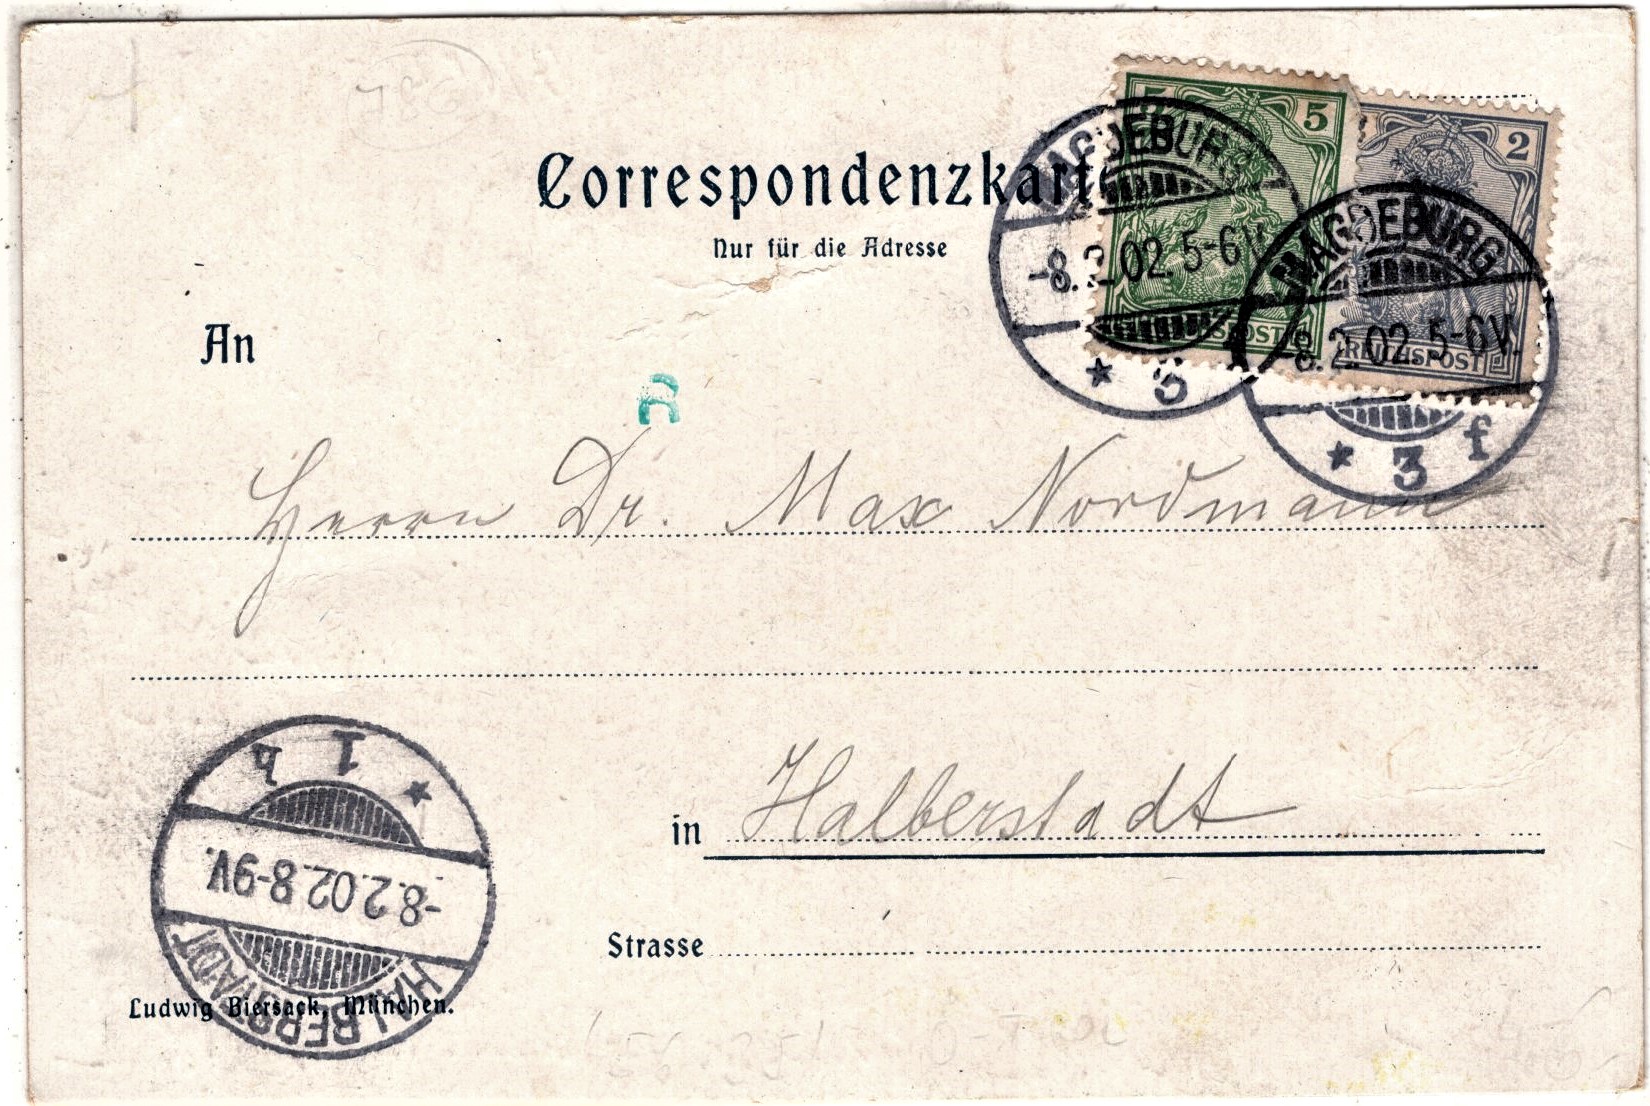 Correspondenzkarte
Nur für die Adresse
5 5
2
REICHSPOST
REICHSPOST
MAGDEBURG
-8.2.02. 5-6V.
* 3
MAGDEBURG
-8.2.02. 5-6V.
* 3 f
An
R
Herrn Dr. Max Nordmann
in Halberstadt
Strasse
HALBERSTADT
-8.2.02 8-9V.
* 1 b
Ludwig Biersack, München.